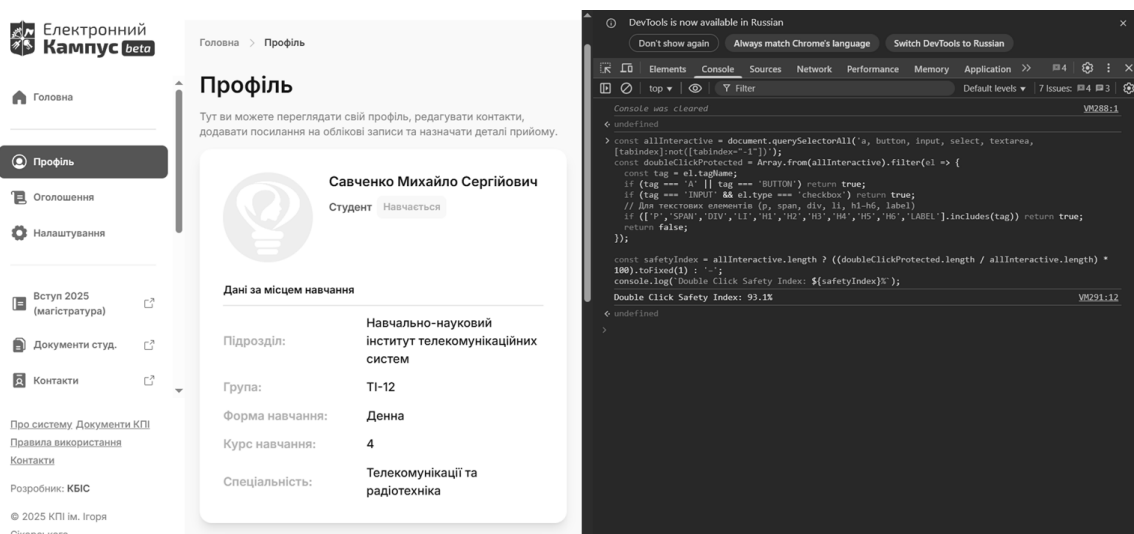 Електронний
Кампус beta
Головна
Профіль
Оголошення
Налаштування
Вступ 2025
(магістратура)
Документи студ.
Контакти
Про систему Документи КПІ
Правила використання
Контакти
Розробник: КБІС
© 2025 КПІ ім. Ігоря
Головна > Профіль
Профіль
Тут ви можете переглядати свій профіль, редагувати контакти,
додавати посилання на облікові записи та назначати деталі прийому.
Савченко Михайло Сергійович
Студент Навчається
Дані за місцем навчання
Підрозділ: Навчально-науковий
інститут телекомунікаційних
систем
Група: ТІ-12
Форма навчання: Денна
Курс навчання: 4
Спеціальність: Телекомунікації та
радіотехніка
DevTools is now available in Russian
Don't show again Always match Chrome's language Switch DevTools to Russian
Elements Console Sources Network Performance Memory Application 4
top Filter Default levels 7 Issues: 4 3
Console was cleared VM288:1
undefined
const allInteractive = document.querySelectorAll('a, button, input, select, textarea,
[tabindex]:not([tabindex="-1"])');
const doubleClickProtected = Array.from(allInteractive).filter(el => {
const tag = el.tagName;
if (tag === 'A' || tag === 'BUTTON') return true;
if (tag === 'INPUT' && el.type === 'checkbox') return true;
// Для текстових елементів (p, span, div, li, h1–h6, label)
if (['P','SPAN','DIV','LI','H1','H2','H3','H4','H5','H6','LABEL'].includes(tag)) return true;
return false;
});
const safetyIndex = allInteractive.length ? ((doubleClickProtected.length / allInteractive.length) *
100).toFixed(1) : '–';
console.log(`Double Click Safety Index: ${safetyIndex}%`);
Double Click Safety Index: 93.1% VM291:12
undefined